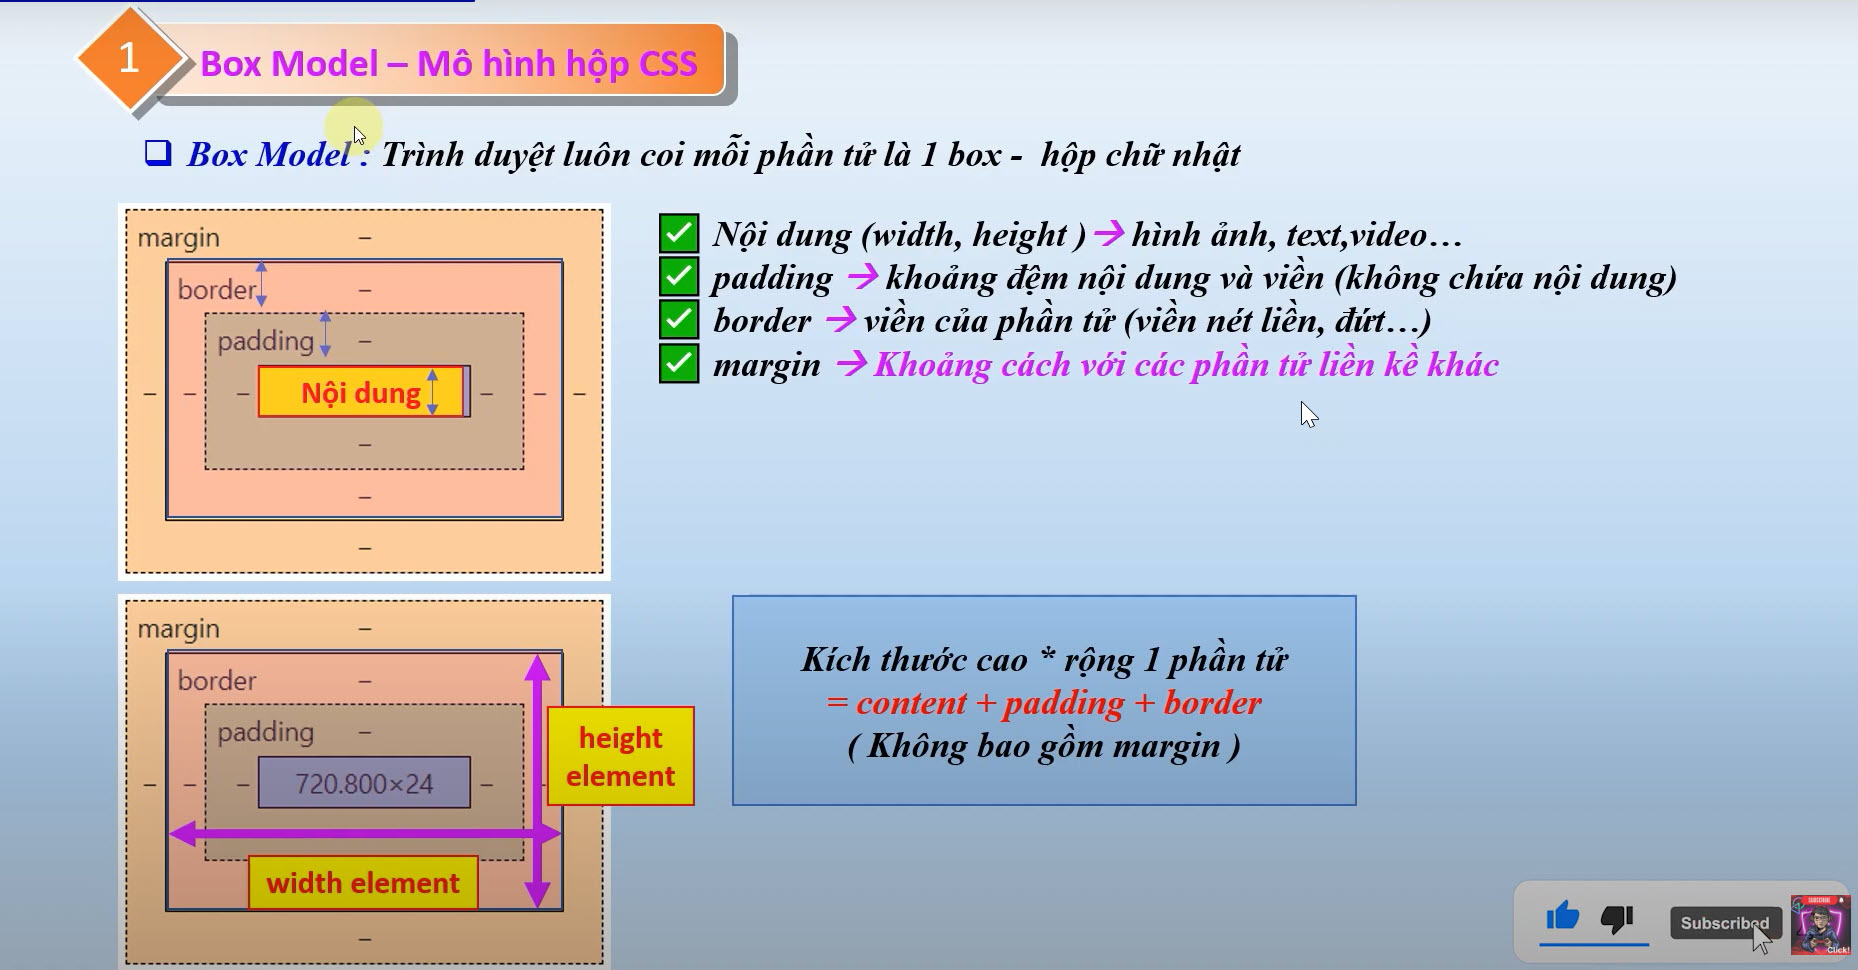 1
Box Model – Mô hình hộp CSS
Box Model : Trình duyệt luôn coi mỗi phần tử là 1 box - hộp chữ nhật
margin –
border –
padding –
– – – Nội dung – – –
–
–
–
Nội dung (width, height ) → hình ảnh, text,video…
padding → khoảng đệm nội dung và viền (không chứa nội dung)
border → viền của phần tử (viền nét liền, đứt…)
margin → Khoảng cách với các phần tử liền kề khác
margin –
border –
padding –
– – – 720.800×24 – –
height
element
width element
–
Kích thước cao * rộng 1 phần tử
= content + padding + border
( Không bao gồm margin )
Subscribed
SUBSCRIBE
Click!